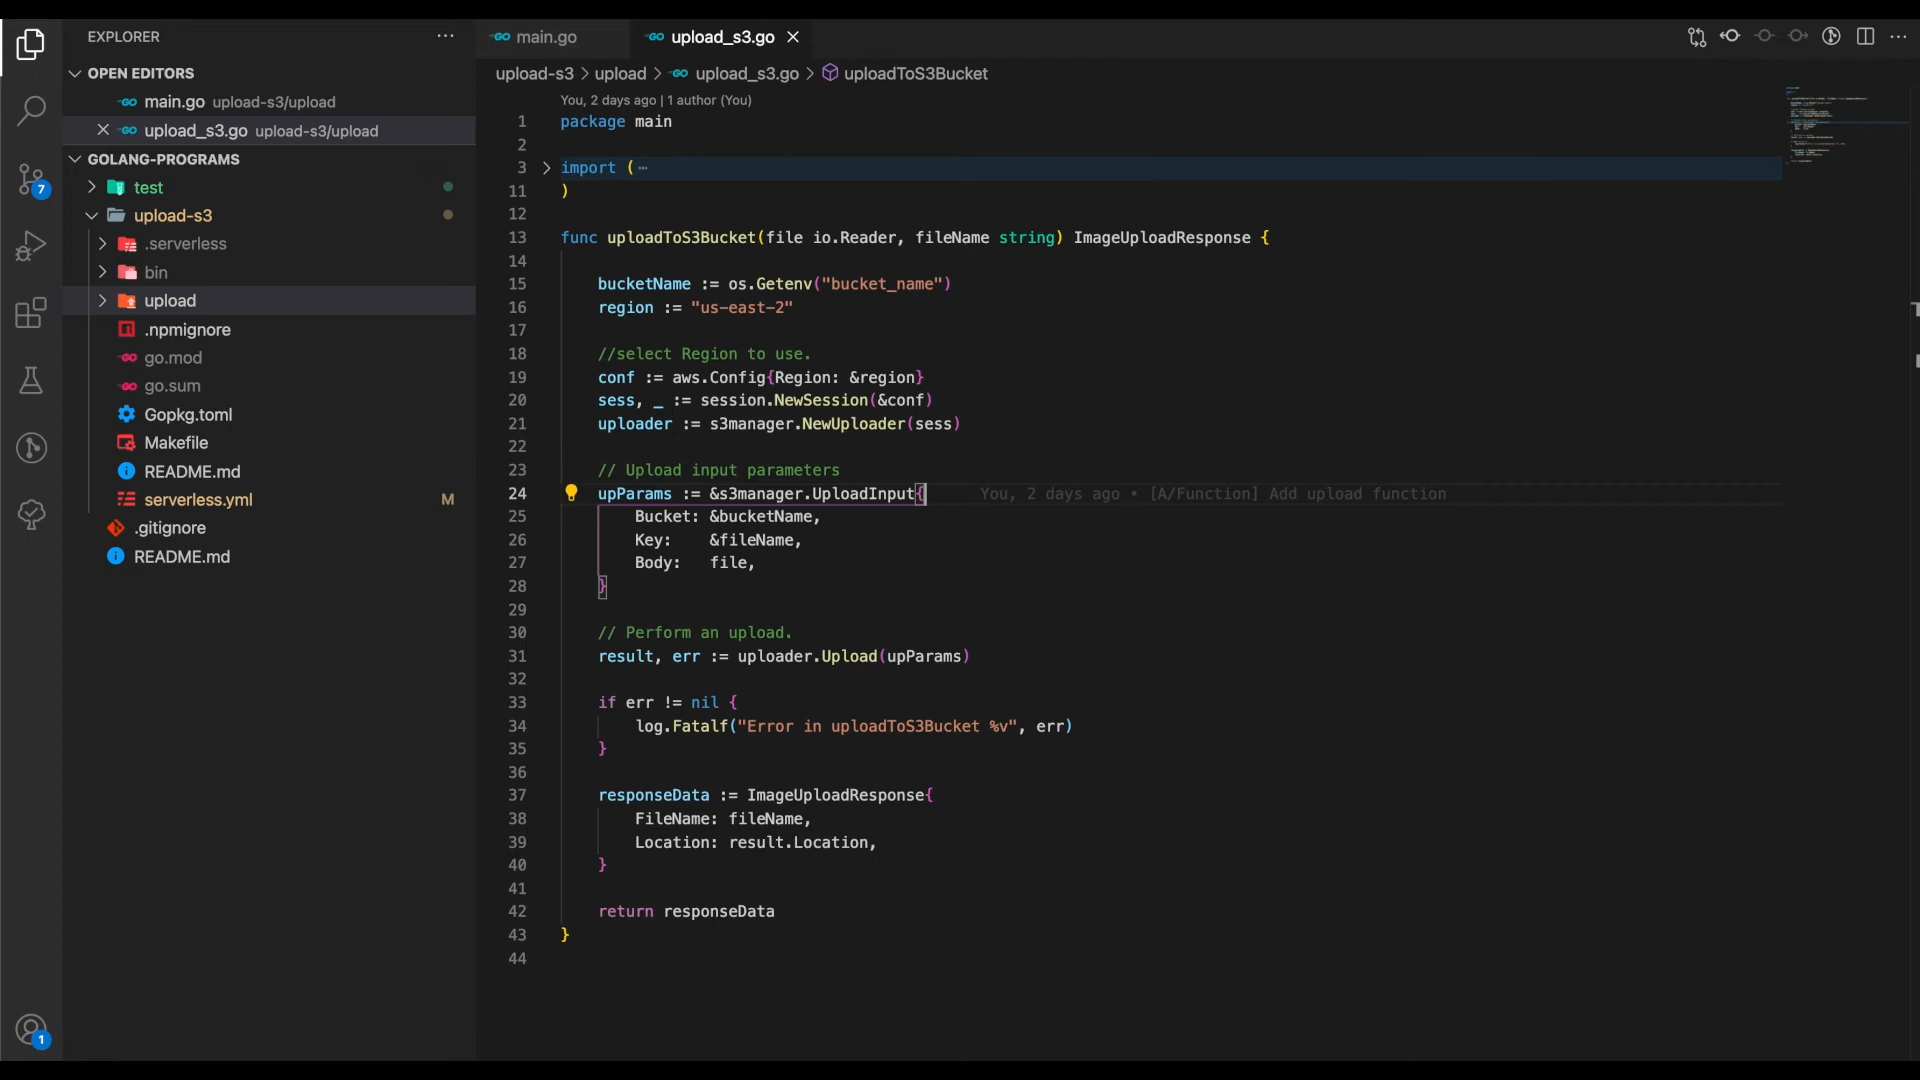 EXPLORER
OPEN EDITORS
main.go upload-s3/upload
upload_s3.go upload-s3/upload
GOLANG-PROGRAMS
test
upload-s3
.serverless
bin
upload
.npmignore
go.mod
go.sum
Gopkg.toml
Makefile
README.md
serverless.yml M
.gitignore
README.md
7
1
main.go
upload_s3.go
upload-s3 > upload > upload_s3.go > uploadToS3Bucket
You, 2 days ago | 1 author (You)
1 package main
2
3 import (⋯
11 )
12
13 func uploadToS3Bucket(file io.Reader, fileName string) ImageUploadResponse {
14
15 bucketName := os.Getenv("bucket_name")
16 region := "us-east-2"
17
18 //select Region to use.
19 conf := aws.Config{Region: &region}
20 sess, _ := session.NewSession(&conf)
21 uploader := s3manager.NewUploader(sess)
22
23 // Upload input parameters
24 upParams := &s3manager.UploadInput{ You, 2 days ago • [A/Function] Add upload function
25 Bucket: &bucketName,
26 Key: &fileName,
27 Body: file,
28 }
29
30 // Perform an upload.
31 result, err := uploader.Upload(upParams)
32
33 if err != nil {
34 log.Fatalf("Error in uploadToS3Bucket %v", err)
35 }
36
37 responseData := ImageUploadResponse{
38 FileName: fileName,
39 Location: result.Location,
40 }
41
42 return responseData
43 }
44